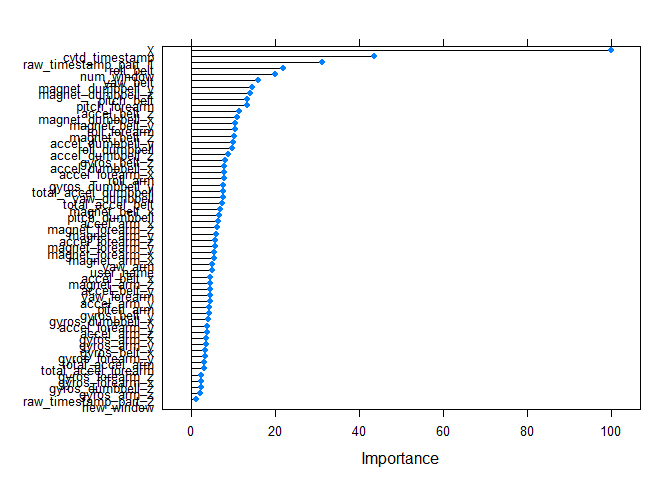 X
cvtd_timestamp
raw_timestamp_part_1
roll_belt
num_window
yaw_belt
magnet_dumbbell_y
magnet_dumbbell_z
pitch_belt
pitch_forearm
accel_belt_z
magnet_dumbbell_x
magnet_belt_y
roll_forearm
magnet_belt_z
accel_dumbbell_y
roll_dumbbell
accel_dumbbell_z
gyros_belt_z
accel_dumbbell_x
accel_forearm_x
roll_arm
gyros_dumbbell_y
total_accel_dumbbell
yaw_dumbbell
total_accel_belt
magnet_belt_x
pitch_dumbbell
accel_arm_x
magnet_forearm_z
magnet_arm_y
accel_forearm_z
magnet_forearm_y
magnet_forearm_x
magnet_arm_x
yaw_arm
user_name
accel_belt_x
magnet_arm_z
accel_belt_y
yaw_forearm
accel_arm_y
pitch_arm
gyros_belt_y
gyros_dumbbell_x
accel_forearm_y
accel_arm_z
gyros_arm_x
gyros_arm_y
gyros_belt_x
gyros_forearm_y
total_accel_arm
total_accel_forearm
gyros_forearm_z
gyros_forearm_x
gyros_dumbbell_z
gyros_arm_z
raw_timestamp_part_2
new_window
0 20 40 60 80 100
Importance